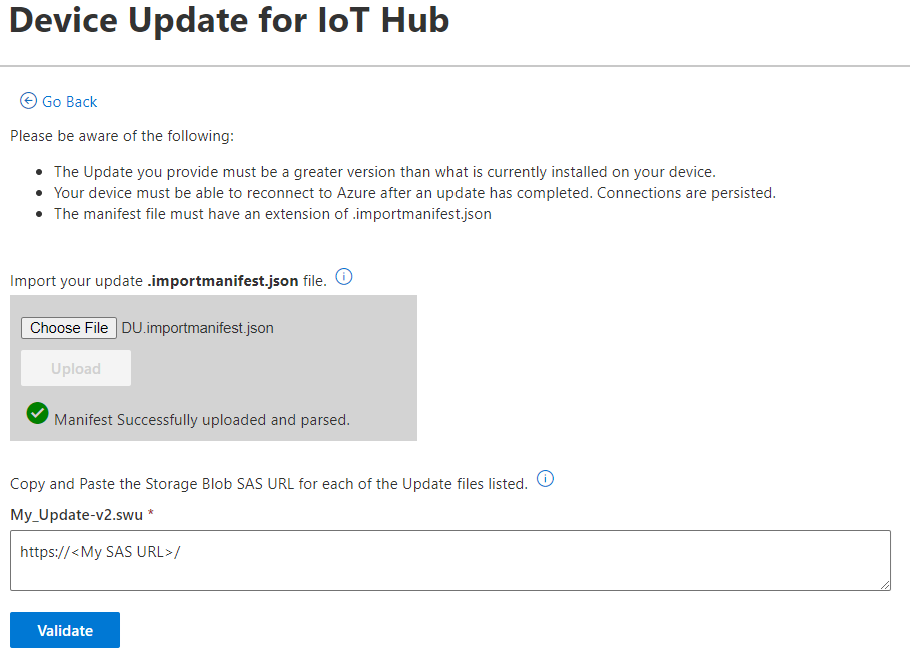 Device Update for IoT Hub
Go Back
Please be aware of the following:
The Update you provide must be a greater version than what is currently installed on your device.
Your device must be able to reconnect to Azure after an update has completed. Connections are persisted.
The manifest file must have an extension of .importmanifest.json
Import your update .importmanifest.json file.
Choose File DU.importmanifest.json
Upload
Manifest Successfully uploaded and parsed.
Copy and Paste the Storage Blob SAS URL for each of the Update files listed.
My_Update-v2.swu *
https://<My SAS URL>/
Validate